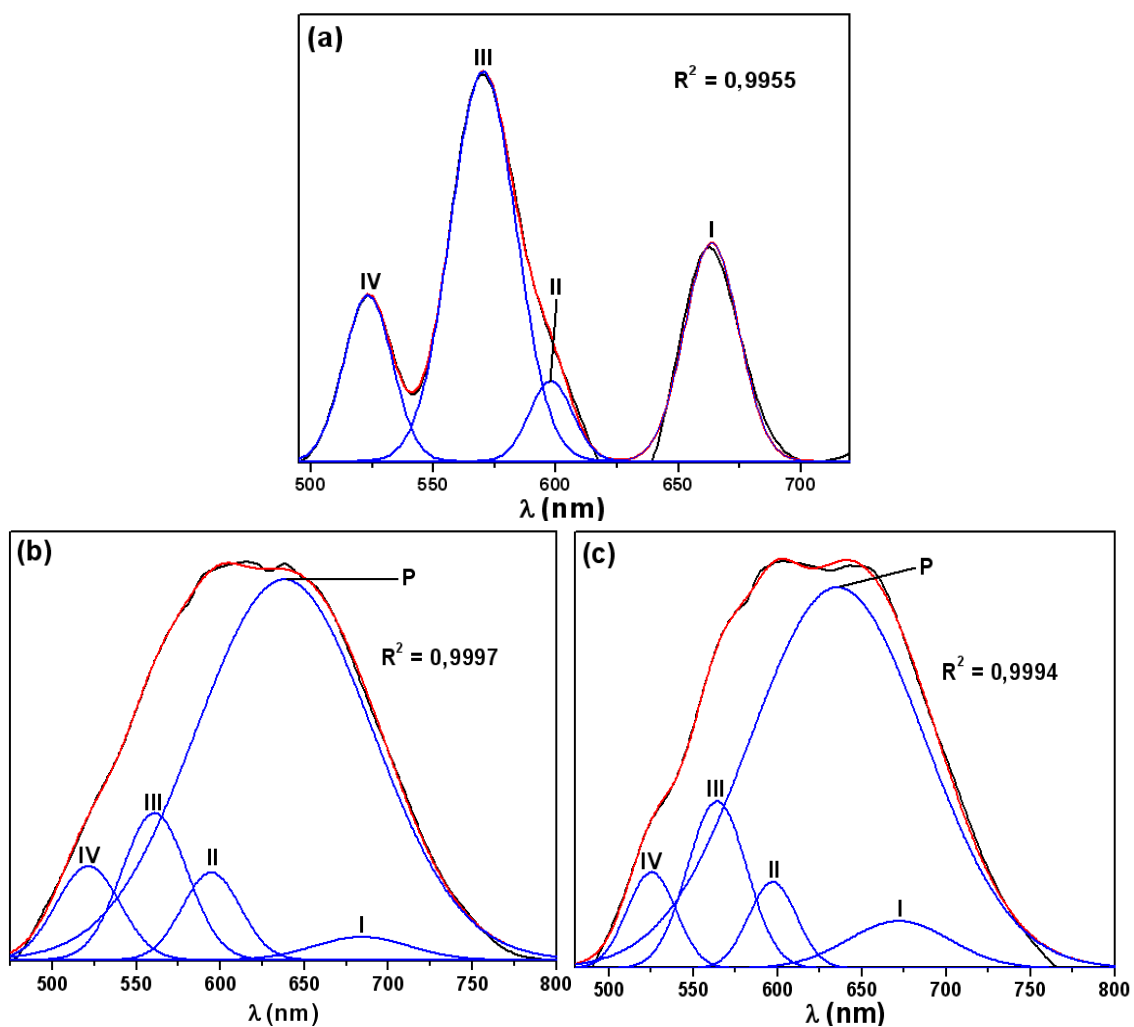 (a)
III
R² = 0,9955
I
IV
II
500 550 600 650 700
λ (nm)
(b)
P
R² = 0,9997
III
IV
II
I
500 550 600 650 700 750 800
λ (nm)
(c)
P
R² = 0,9994
III
IV
II
I
500 550 600 650 700 750 800
λ (nm)